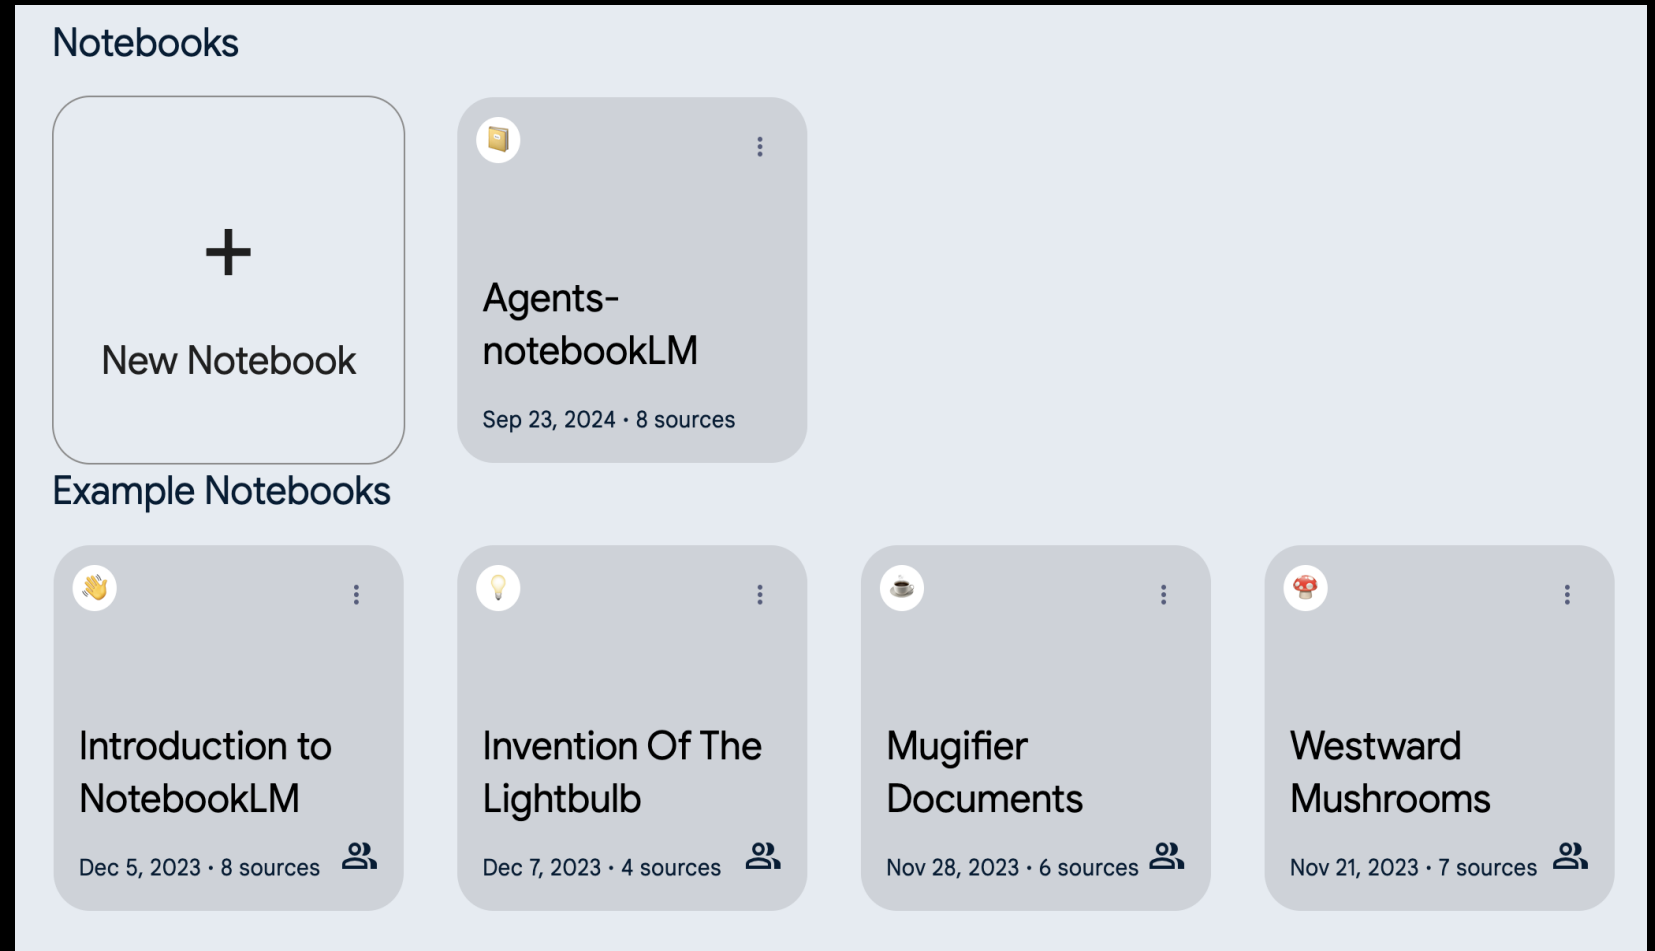 Notebooks
+
New Notebook
Agents-
notebookLM
Sep 23, 2024 • 8 sources
Example Notebooks
Introduction to
NotebookLM
Dec 5, 2023 • 8 sources
Invention Of The
Lightbulb
Dec 7, 2023 • 4 sources
Mugifier
Documents
Nov 28, 2023 • 6 sources
Westward
Mushrooms
Nov 21, 2023 • 7 sources